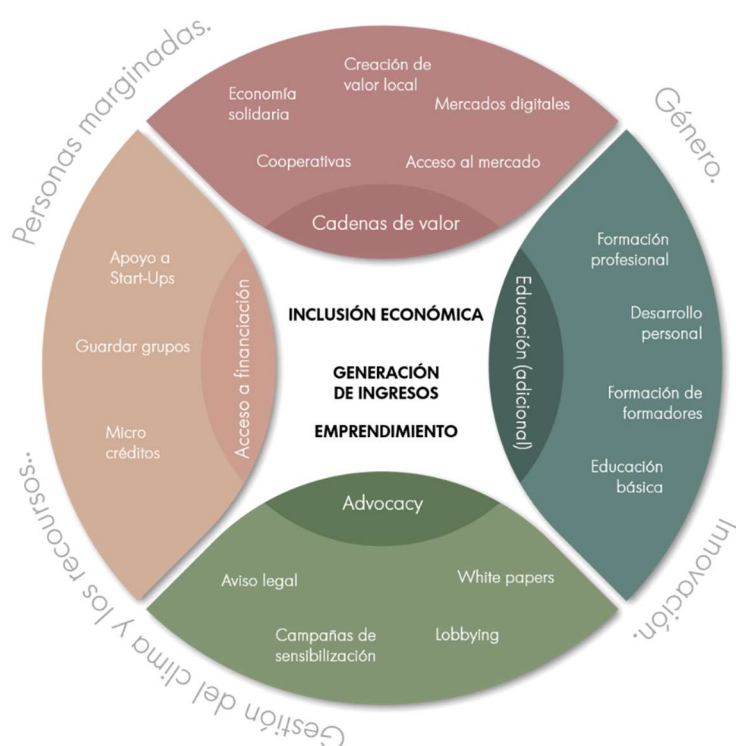 Personas marginadas.
Género.
Creación de
valor local
Economía
solidaria
Mercados digitales
Cooperativas
Acceso al mercado
Cadenas de valor
Apoyo a
Start-Ups
Guardar grupos
Micro
créditos
Acceso a financiación
INCLUSIÓN ECONÓMICA
GENERACIÓN
DE INGRESOS
EMPRENDIMIENTO
Educación (adicional)
Formación
profesional
Desarrollo
personal
Formación de
formadores
Educación
básica
Advocacy
Aviso legal
White papers
Campañas de
sensibilización
Lobbying
Gestión del clima y los recoursos..
Innovación.